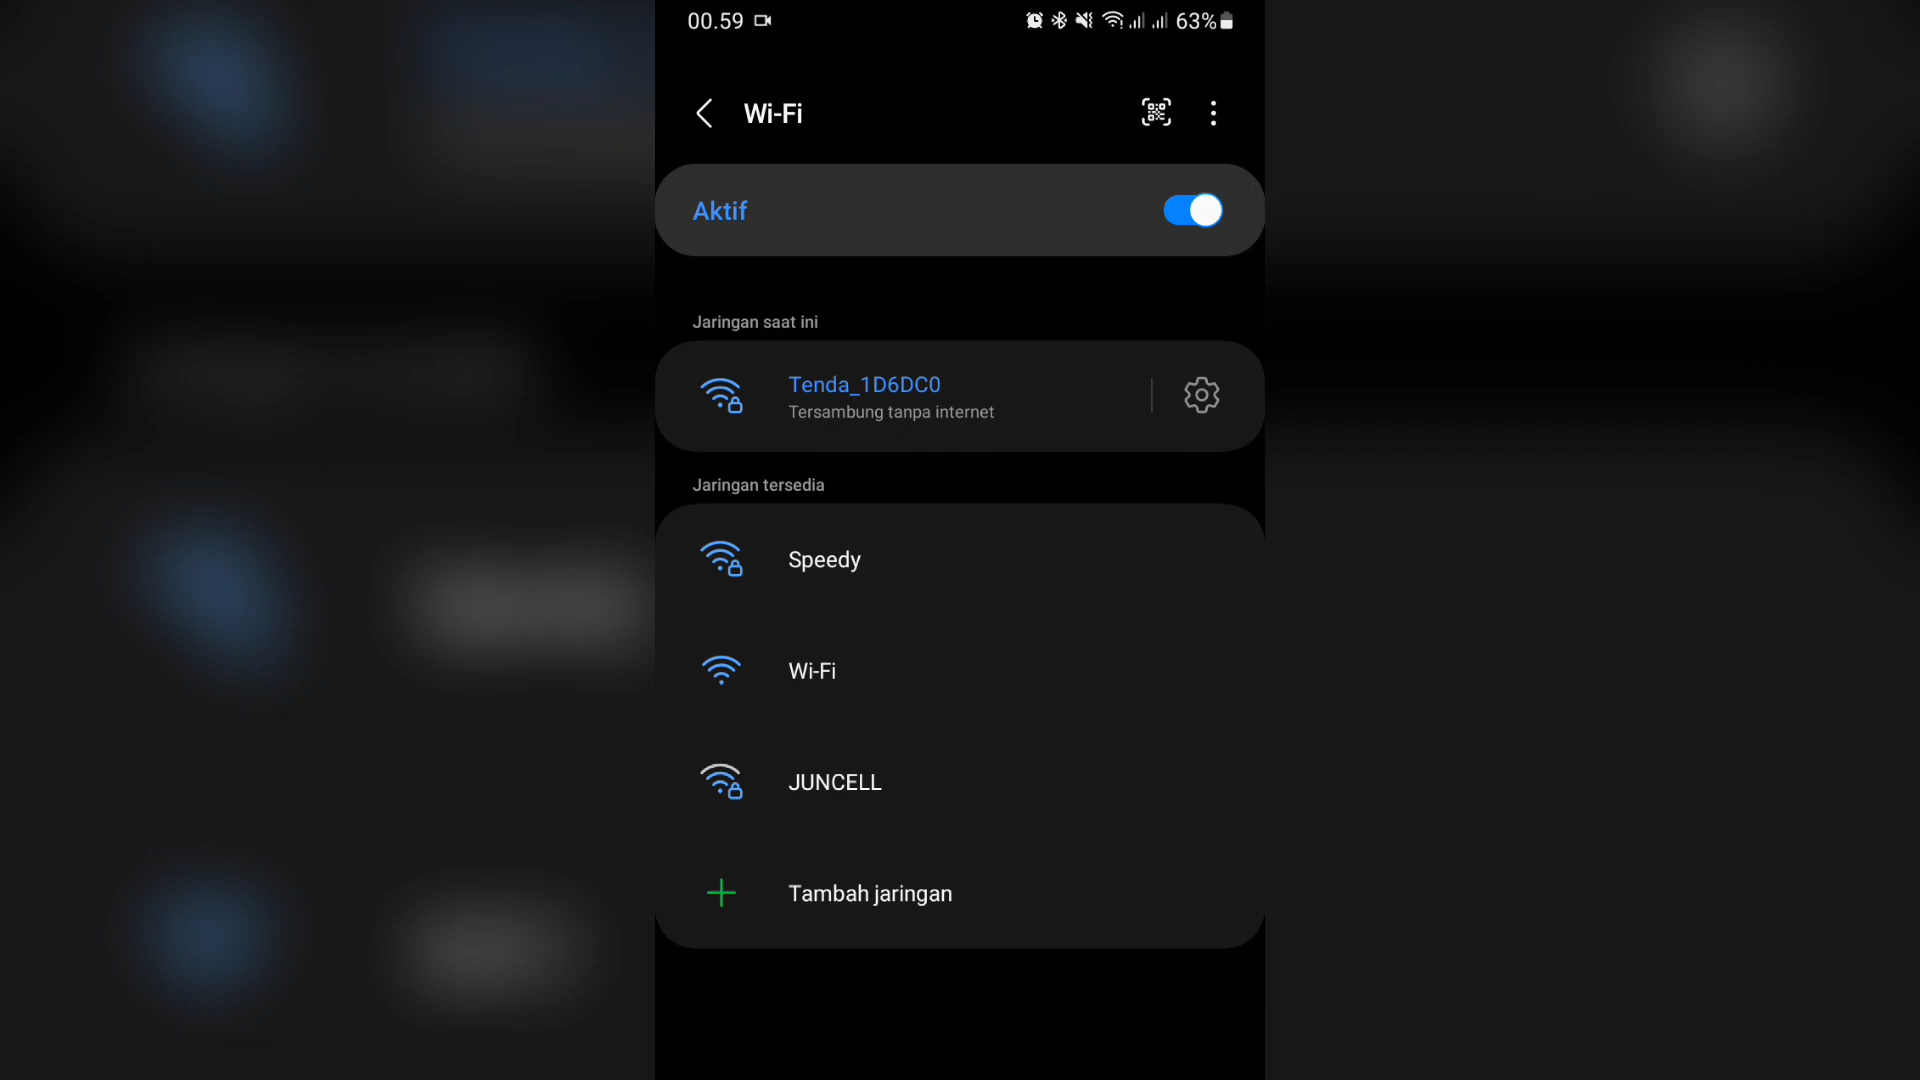 00.59
63%
Wi-Fi
Aktif
Jaringan saat ini
Tenda_1D6DC0
Tersambung tanpa internet
Jaringan tersedia
Speedy
Wi-Fi
JUNCELL
Tambah jaringan